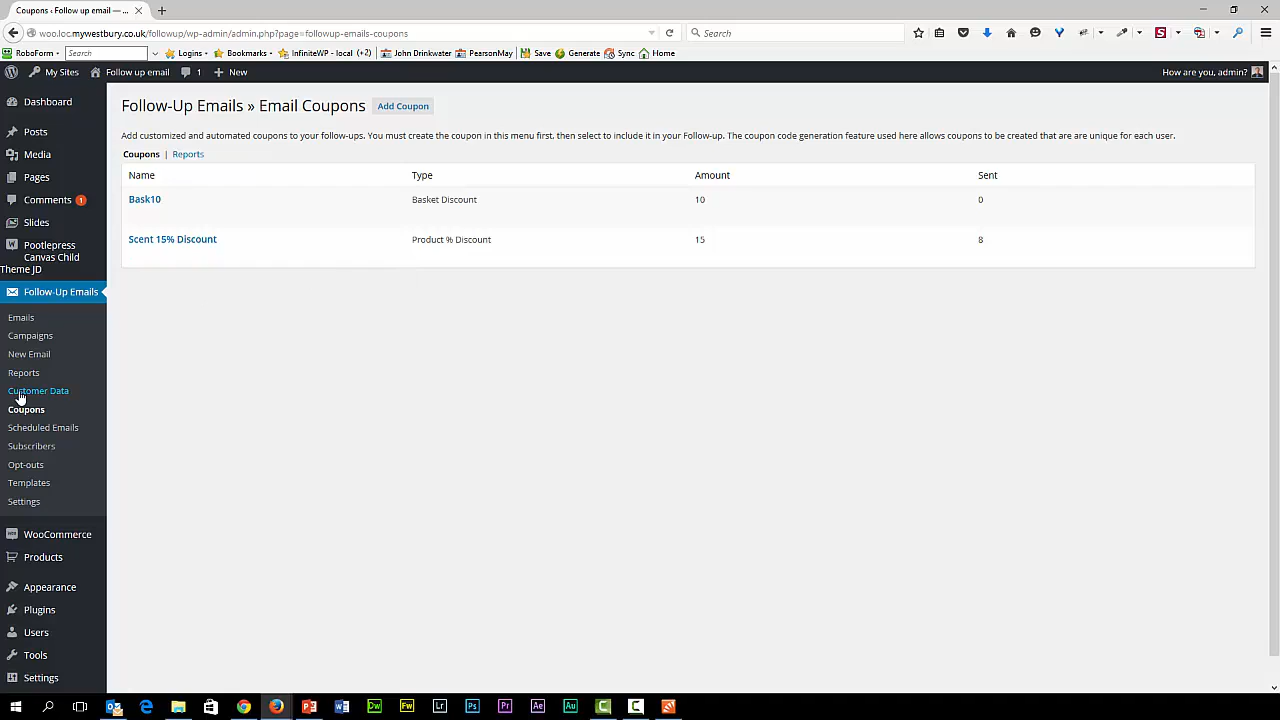 Coupons ‹ Follow up email — ...
woo.loc.mywestbury.co.uk/followup/wp-admin/admin.php?page=followup-emails-coupons
Search
RoboForm
Search
Logins
Bookmarks
InfiniteWP - local (+2)
John Drinkwater
PearsonMay
Save
Generate
Sync
Home
My Sites
Follow up email
1
New
How are you, admin?
Dashboard
Posts
Media
Pages
Comments 1
Slides
Pootlepress
Canvas Child
Theme JD
Follow-Up Emails
Emails
Campaigns
New Email
Reports
Customer Data
Coupons
Scheduled Emails
Subscribers
Opt-outs
Templates
Settings
WooCommerce
Products
Appearance
Plugins
Users
Tools
Settings
Follow-Up Emails » Email Coupons Add Coupon
Add customized and automated coupons to your follow-ups. You must create the coupon in this menu first, then select to include it in your Follow-up. The coupon code generation feature used here allows coupons to be created that are are unique for each user.
Coupons | Reports
Name Type Amount Sent
Bask10 Basket Discount 10 0
Scent 15% Discount Product % Discount 15 8